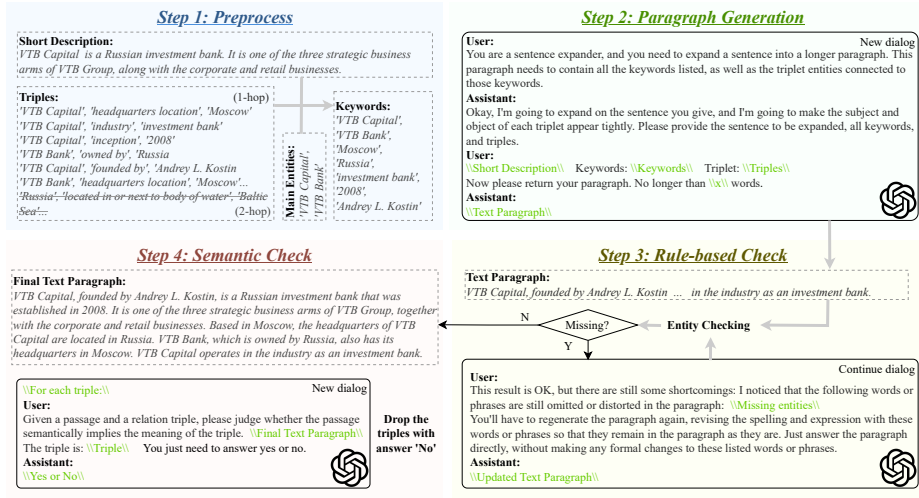 Step 1: Preprocess
Short Description:
VTB Capital is a Russian investment bank. It is one of the three strategic business
arms of VTB Group, along with the corporate and retail businesses.
Triples:
(1-hop)
'VTB Capital', 'headquarters location', 'Moscow'
'VTB Capital', 'industry', 'investment bank'
'VTB Capital', 'inception', '2008'
'VTB Bank', 'owned by', 'Russia
'VTB Capital', 'founded by', 'Andrey L. Kostin
'VTB Bank', 'headquarters location', 'Moscow'...
'Russia', 'located in or next to body of water', 'Baltic
Sea'...
(2-hop)
Main Entities:
'VTB Capital',
'VTB Bank'
Keywords:
'VTB Capital',
'VTB Bank',
'Moscow',
'Russia',
'investment bank',
'2008',
'Andrey L. Kostin'
Step 2: Paragraph Generation
New dialog
User:
You are a sentence expander, and you need to expand a sentence into a longer paragraph. This
paragraph needs to contain all the keywords listed, as well as the triplet entities connected to
those keywords.
Assistant:
Okay, I'm going to expand on the sentence you give, and I'm going to make the subject and
object of each triplet appear tightly. Please provide the sentence to be expanded, all keywords,
and triples.
User:
\\Short Description\\ Keywords: \\Keywords\\ Triplet: \\Triples\\
Now please return your paragraph. No longer than \\x\\ words.
Assistant:
\\Text Paragraph\\
Step 4: Semantic Check
Final Text Paragraph:
VTB Capital, founded by Andrey L. Kostin, is a Russian investment bank that was
established in 2008. It is one of the three strategic business arms of VTB Group, together
with the corporate and retail businesses. Based in Moscow, the headquarters of VTB
Capital are located in Russia. VTB Bank, which is owned by Russia, also has its
headquarters in Moscow. VTB Capital operates in the industry as an investment bank.
\\For each triple:\\
New dialog
User:
Given a passage and a relation triple, please judge whether the passage
semantically implies the meaning of the triple. \\Final Text Paragraph\\
The triple is: \\Triple\\ You just need to answer yes or no.
Assistant:
\\Yes or No\\
Drop the
triples with
answer 'No'
Step 3: Rule-based Check
Text Paragraph:
VTB Capital, founded by Andrey L. Kostin ... in the industry as an investment bank.
N
Missing?
Entity Checking
Y
Continue dialog
User:
This result is OK, but there are still some shortcomings: I noticed that the following words or
phrases are still omitted or distorted in the paragraph: \\Missing entities\\
You'll have to regenerate the paragraph again, revising the spelling and expression with these
words or phrases so that they remain in the paragraph as they are. Just answer the paragraph
directly, without making any formal changes to these listed words or phrases.
Assistant:
\\Updated Text Paragraph\\